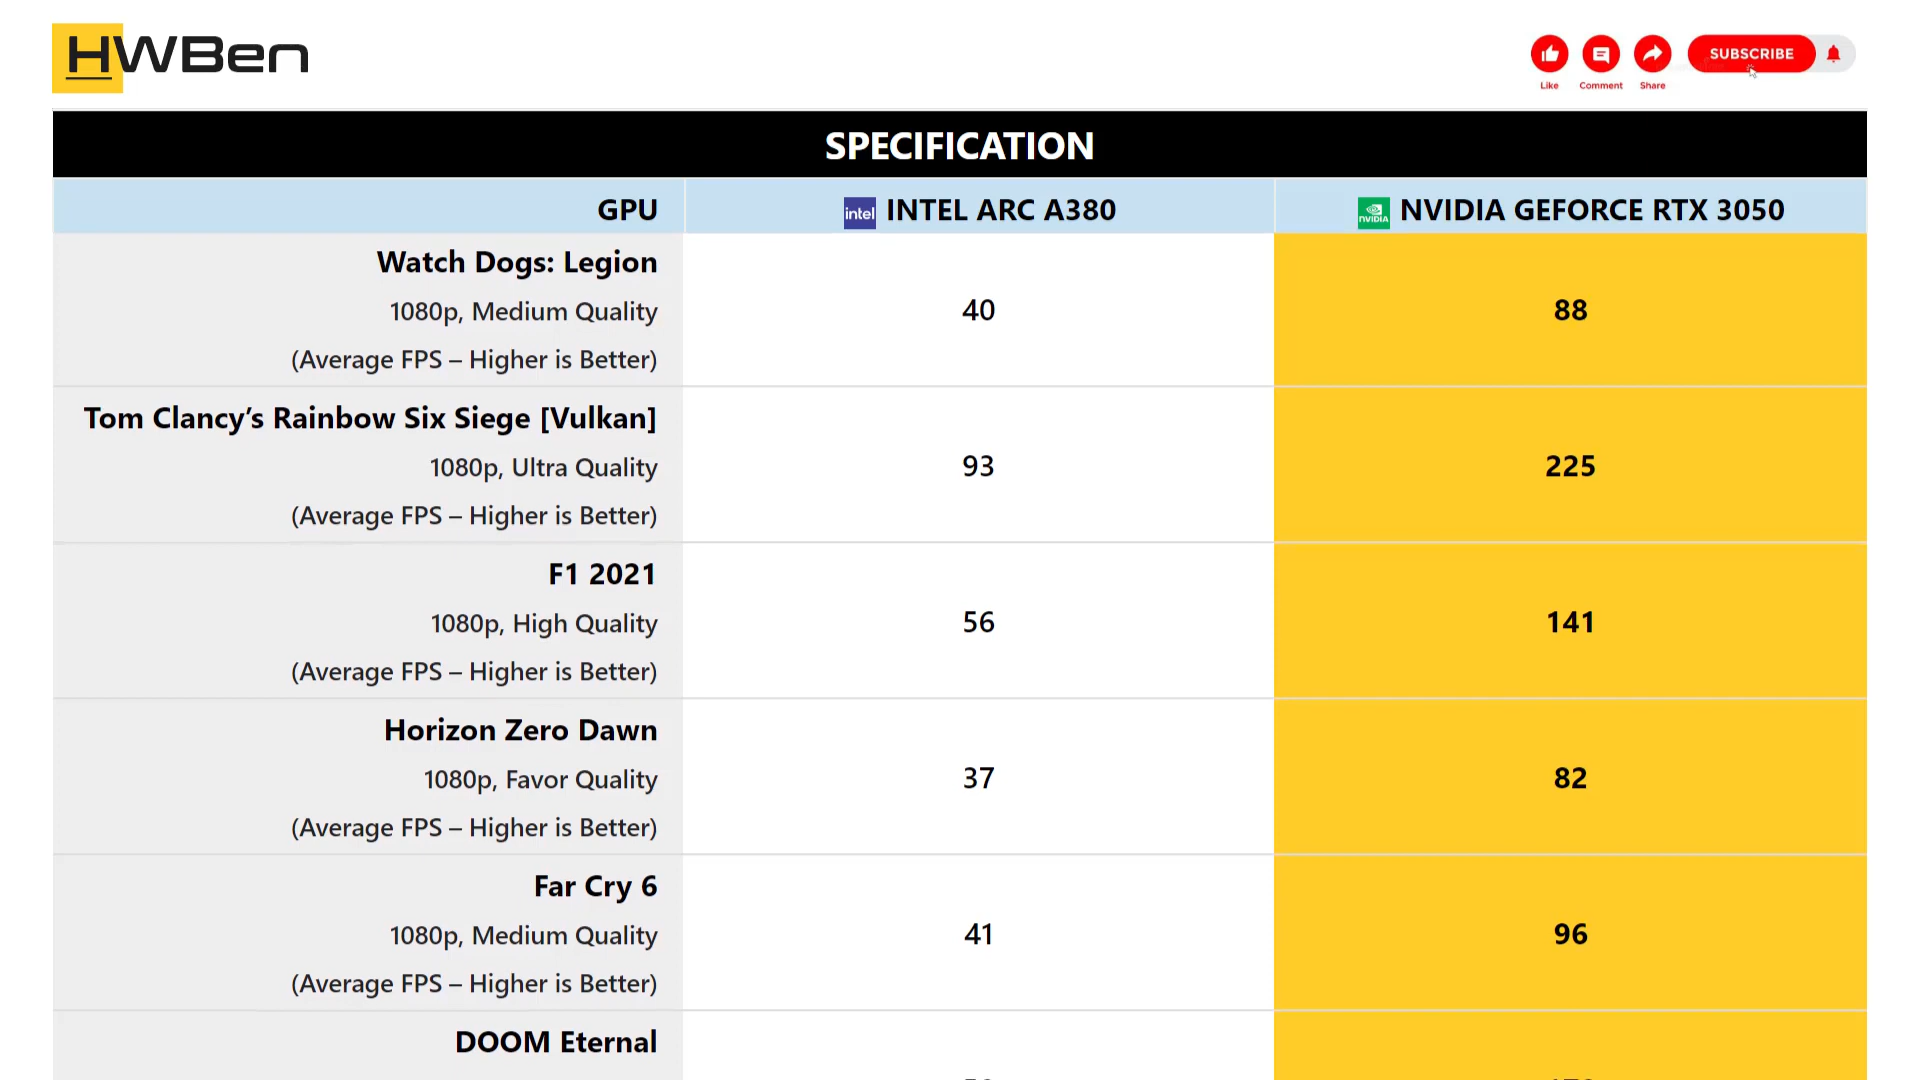 HWBen
Like
Comment
Share
SUBSCRIBE
SPECIFICATION
GPU
intel INTEL ARC A380
NVIDIA NVIDIA GEFORCE RTX 3050
Watch Dogs: Legion
1080p, Medium Quality
(Average FPS – Higher is Better)
40
88
Tom Clancy’s Rainbow Six Siege [Vulkan]
1080p, Ultra Quality
(Average FPS – Higher is Better)
93
225
F1 2021
1080p, High Quality
(Average FPS – Higher is Better)
56
141
Horizon Zero Dawn
1080p, Favor Quality
(Average FPS – Higher is Better)
37
82
Far Cry 6
1080p, Medium Quality
(Average FPS – Higher is Better)
41
96
DOOM Eternal